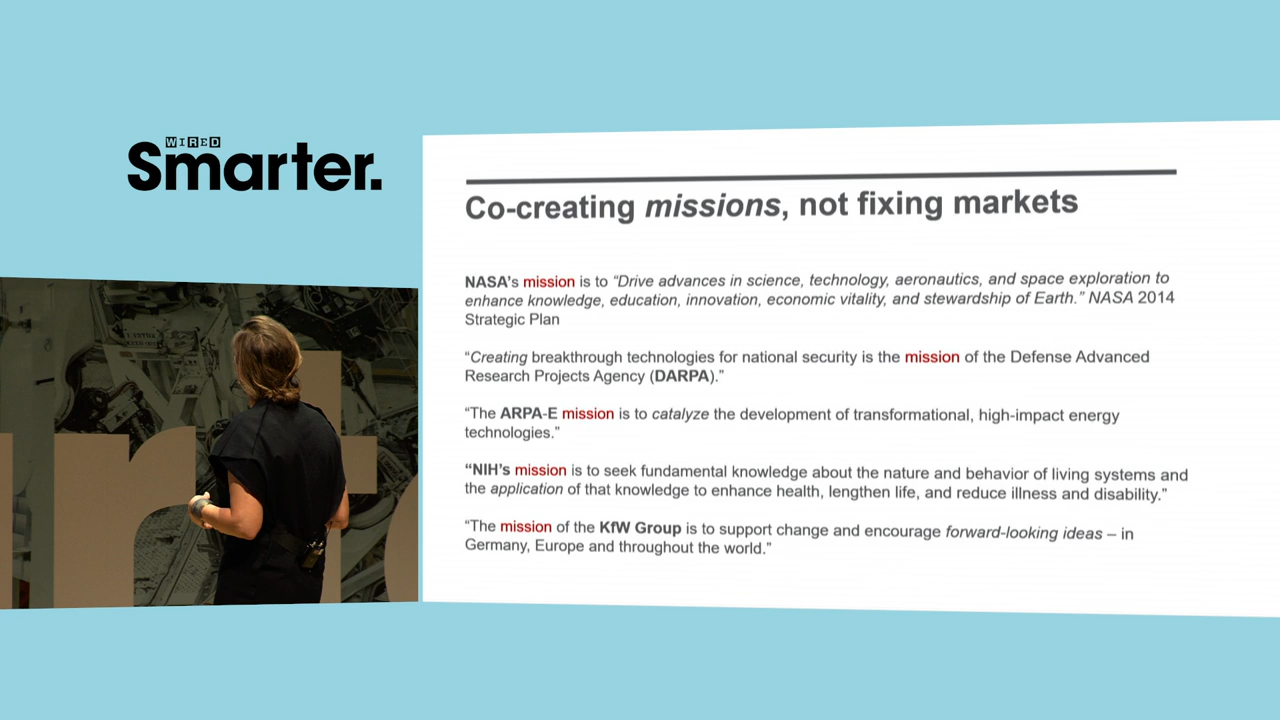 WIRED
Smarter.
Co-creating missions, not fixing markets
NASA's mission is to “Drive advances in science, technology, aeronautics, and space exploration to
enhance knowledge, education, innovation, economic vitality, and stewardship of Earth.” NASA 2014
Strategic Plan
“Creating breakthrough technologies for national security is the mission of the Defense Advanced
Research Projects Agency (DARPA).”
“The ARPA-E mission is to catalyze the development of transformational, high-impact energy
technologies.”
“NIH's mission is to seek fundamental knowledge about the nature and behavior of living systems and
the application of that knowledge to enhance health, lengthen life, and reduce illness and disability.”
“The mission of the KfW Group is to support change and encourage forward-looking ideas – in
Germany, Europe and throughout the world.”